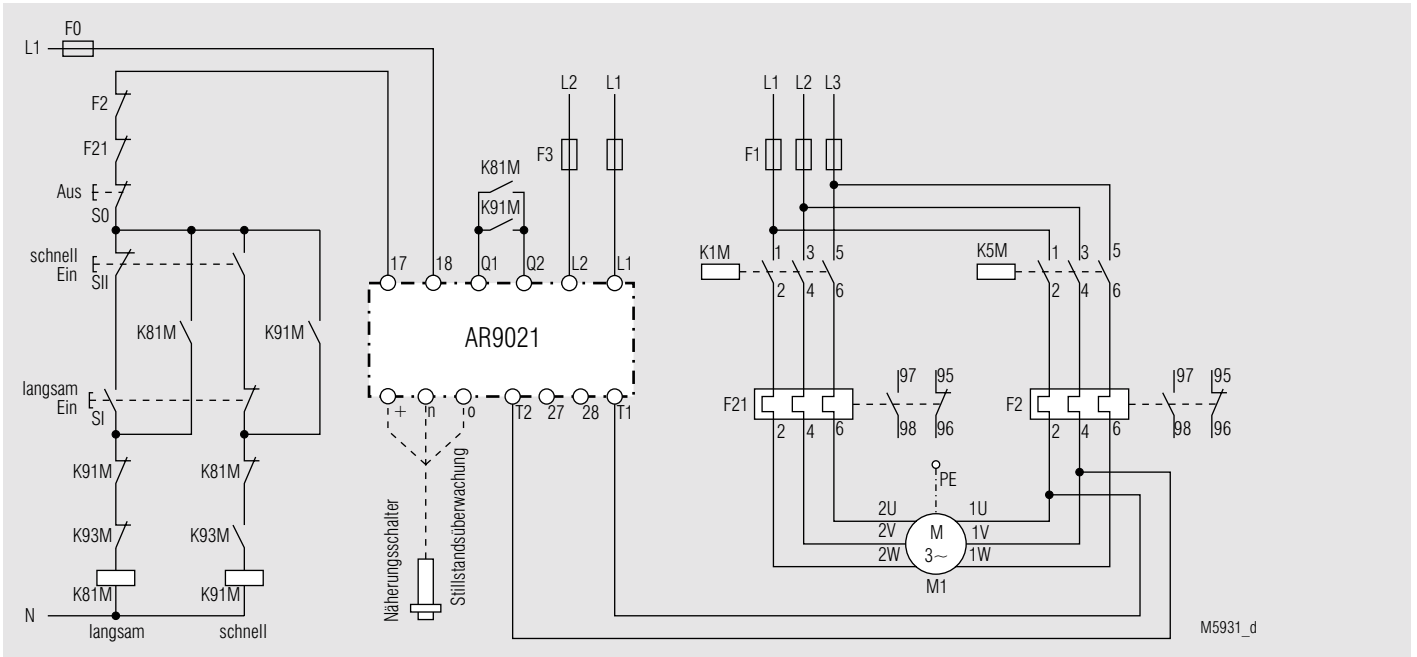 F0
L1
F2
F21
Aus
S0
schnell
Ein
SII
K81M
K91M
langsam
Ein
SI
K91M
K81M
K93M
K93M
K81M
K91M
N
langsam
schnell
L2
L1
F3
K81M
K91M
17
18
Q1
Q2
L2
L1
AR9021
+
n
o
T2
27
28
T1
Näherungsschalter
Stillstandsüberwachung
L1
L2
L3
F1
K1M
1
3
5
2
4
6
K5M
1
3
5
2
4
6
F21
2
4
6
97
95
98
96
F2
2
4
6
97
95
98
96
PE
2U
1U
2V
1V
2W
1W
M
3~
M1
M5931_d